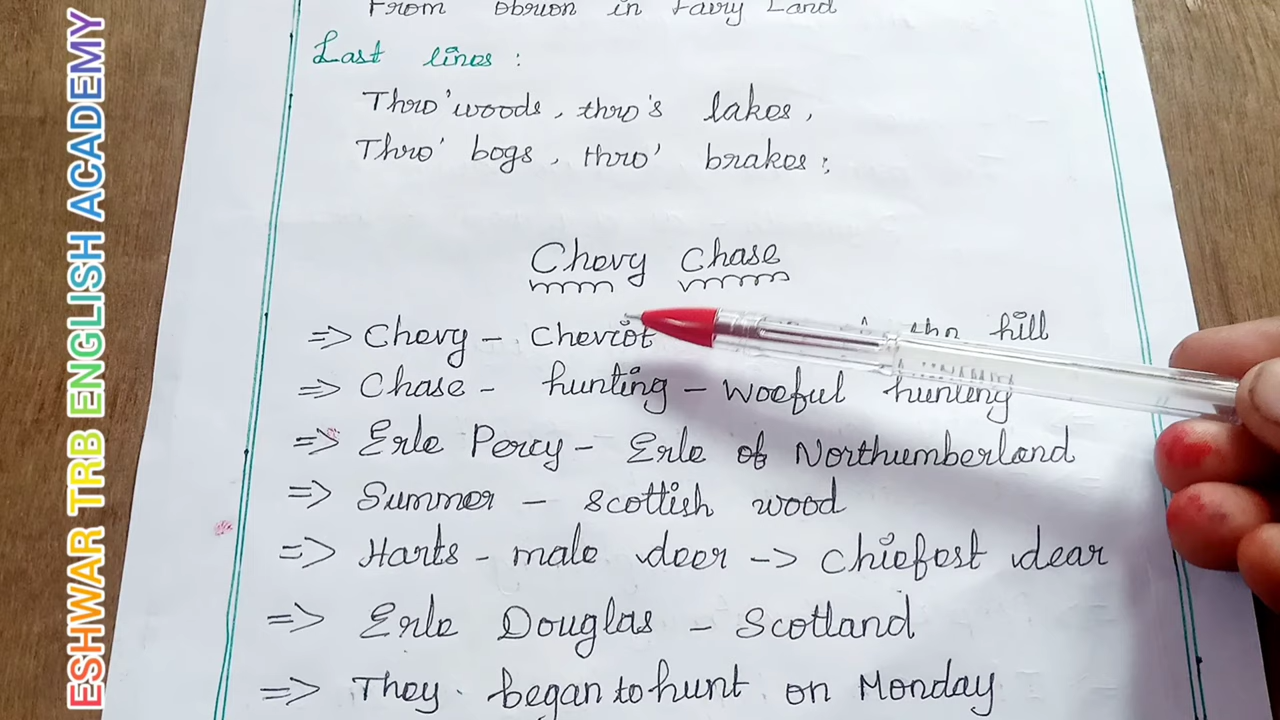 From Obrion in Fairy Land
Last lines :
Thro' woods, thro's lakes,
Thro' bogs, thro' brakes;
Chevy Chase
=> Chevy - Cheviot the hill
=> Chase - hunting - woeful hunting
=> Erle Percy - Erle of Northumberland
=> Summer - scottish wood
=> Harts - male deer -> Chiefest dear
=> Erle Douglas - Scotland
=> They began to hunt on Monday
ESHWAR TRB ENGLISH ACADEMY